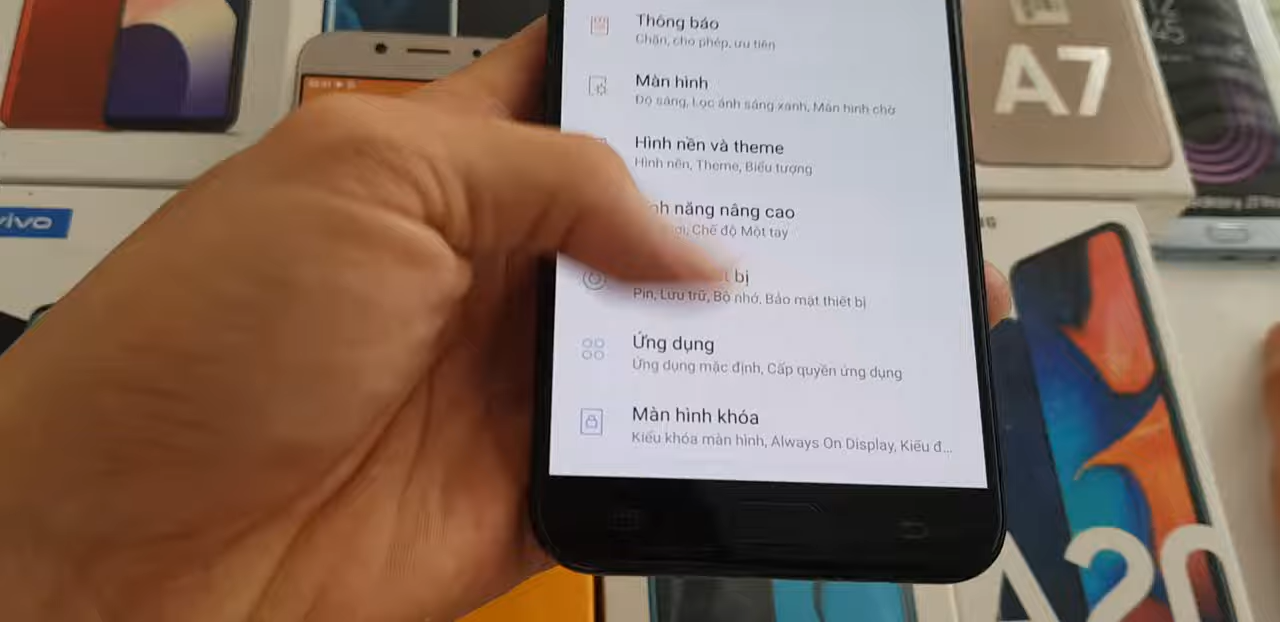 Thông báo
Chặn, cho phép, ưu tiên
Màn hình
Độ sáng, Lọc ánh sáng xanh, Màn hình chờ
Hình nền và theme
Hình nền, Theme, Biểu tượng
nh năng nâng cao
Chế độ Một tay
bị
Pin, Lưu trữ, Bộ nhớ, Bảo mật thiết bị
Ứng dụng
Ứng dụng mặc định, Cấp quyền ứng dụng
Màn hình khóa
Kiểu khóa màn hình, Always On Display, Kiểu đ...
vivo
A7
12
45
A20